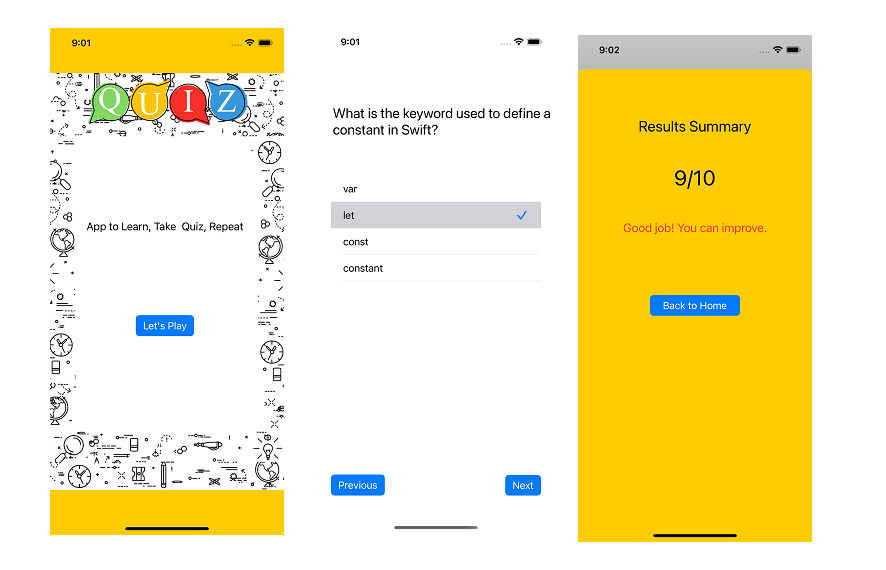 9:01
QUIZ
App to Learn, Take  Quiz, Repeat
Let's Play
9:01
What is the keyword used to define a
constant in Swift?
var
let
const
constant
Previous
Next
9:02
Results Summary
9/10
Good job! You can improve.
Back to Home